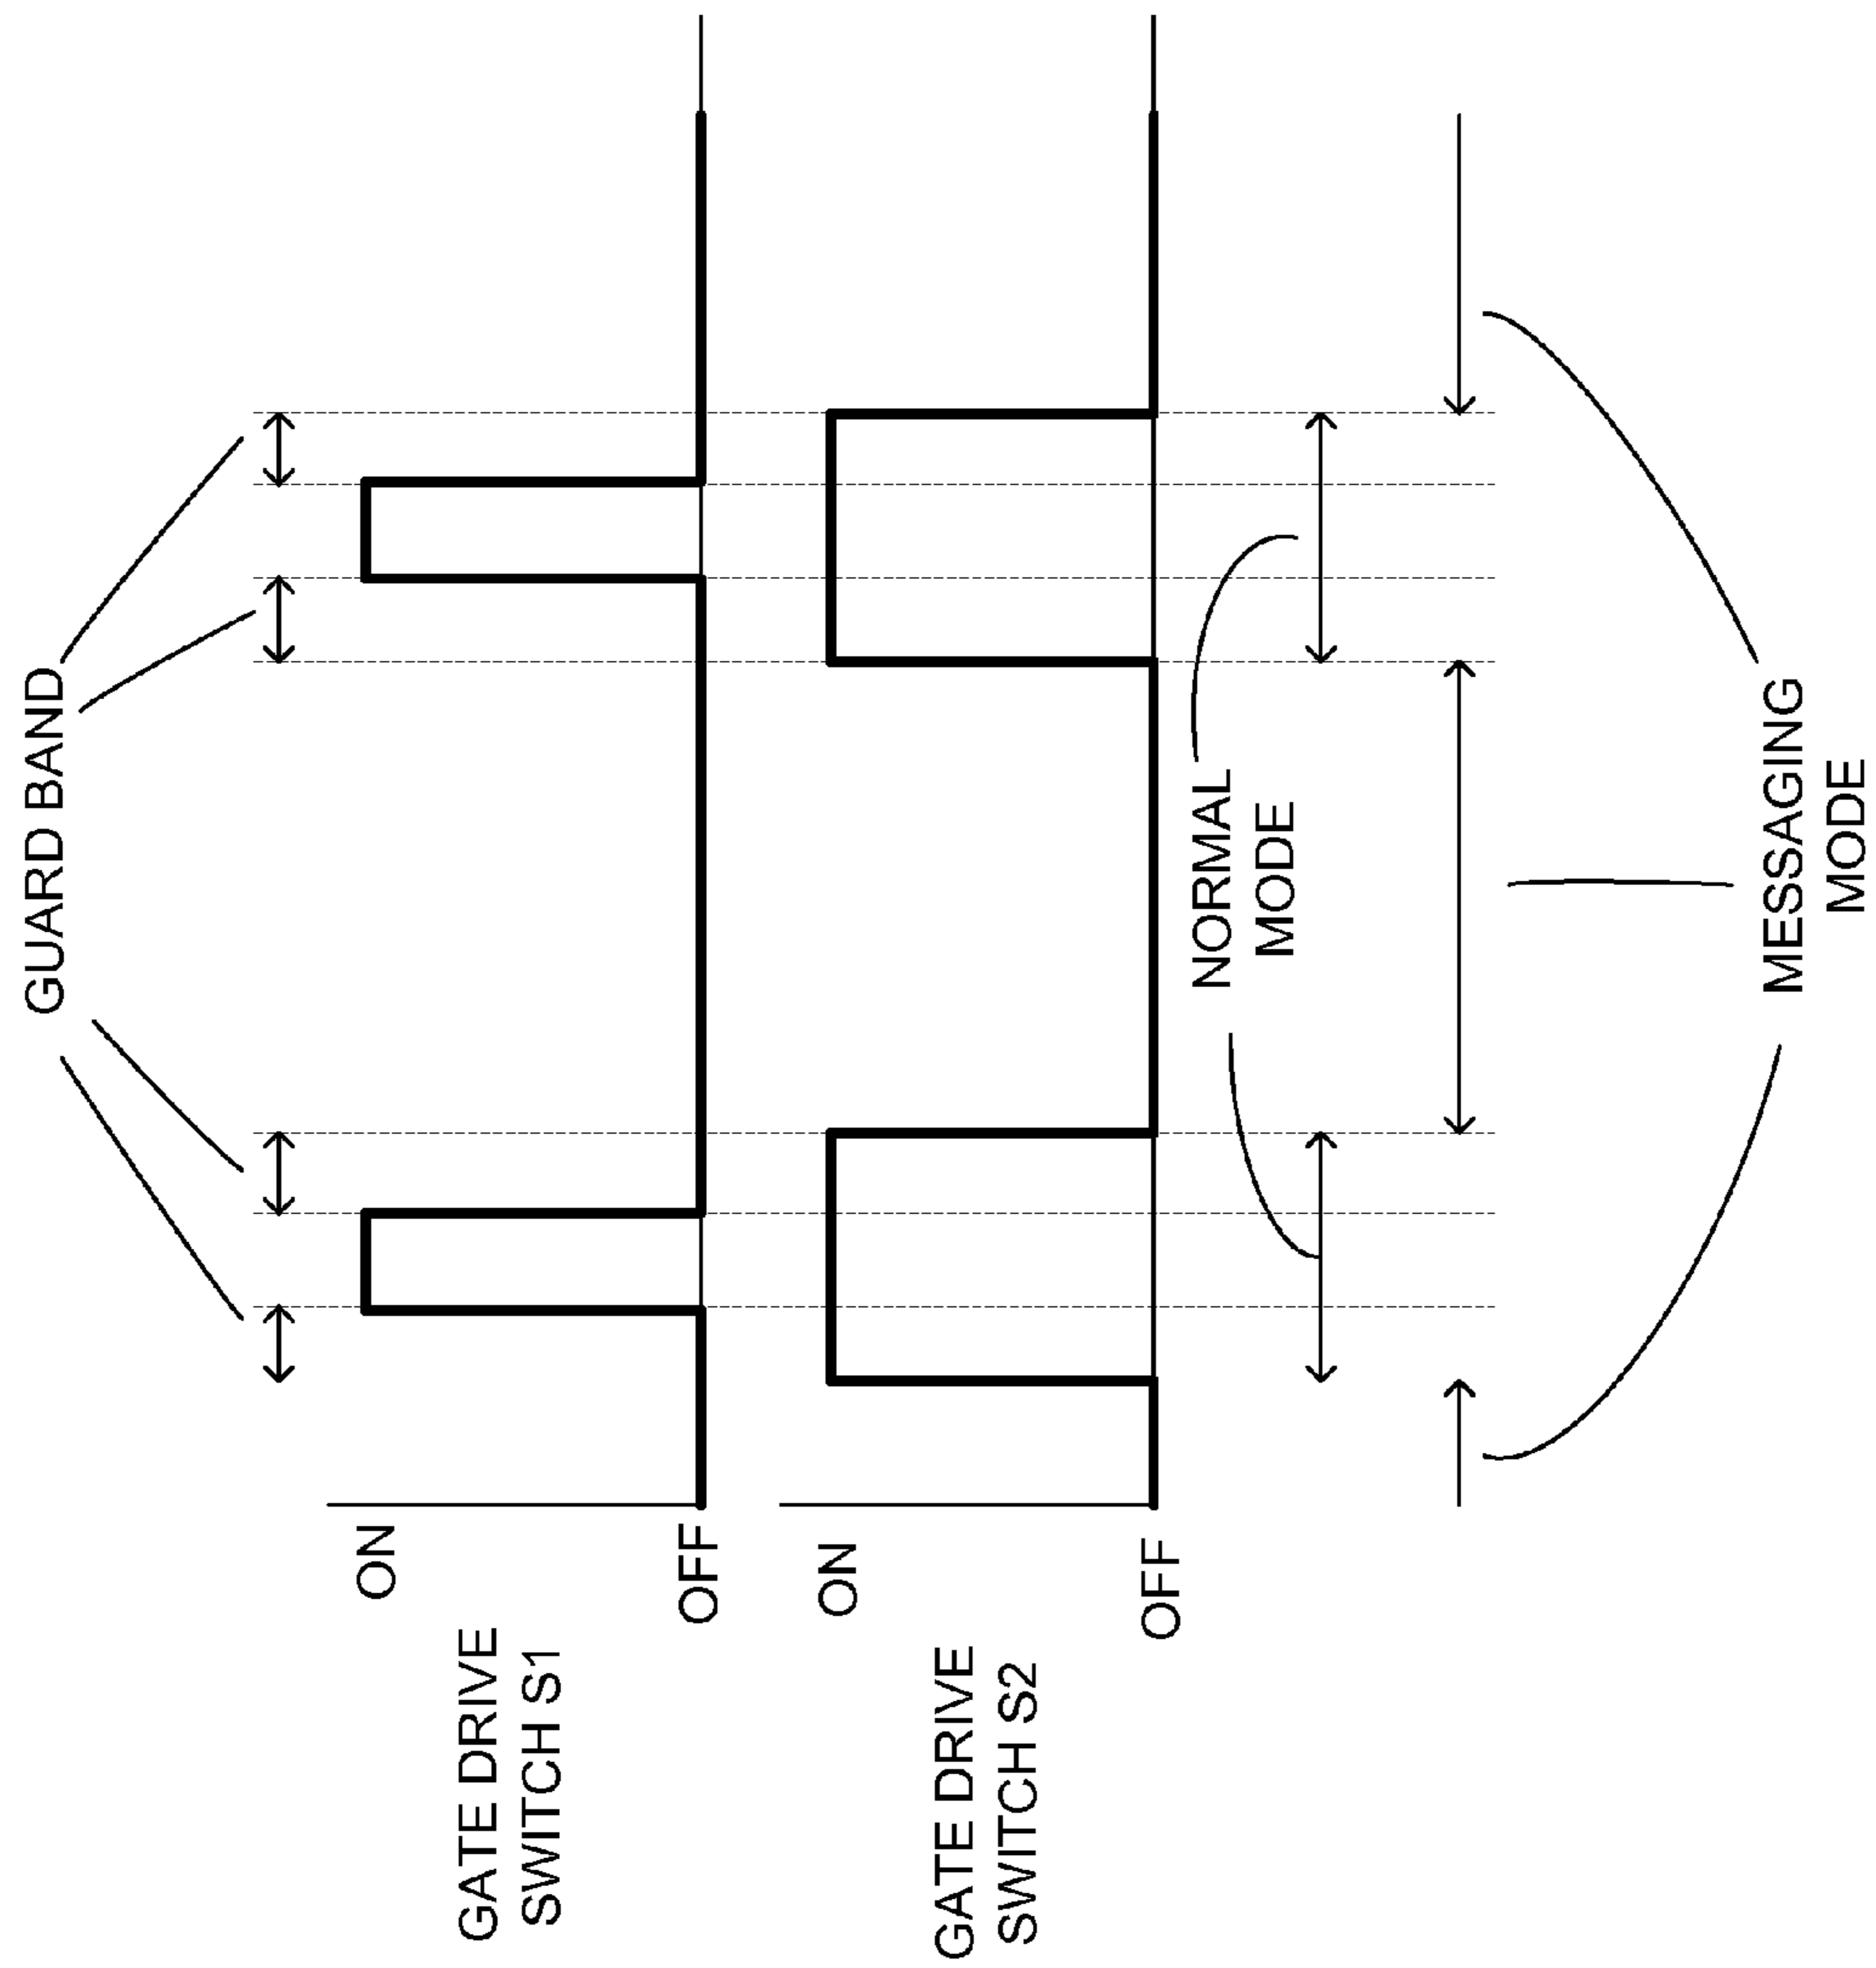 GUARD BAND
ON
GATE DRIVE
SWITCH S1
OFF
ON
GATE DRIVE
SWITCH S2
OFF
NORMAL
MODE
MESSAGING
MODE